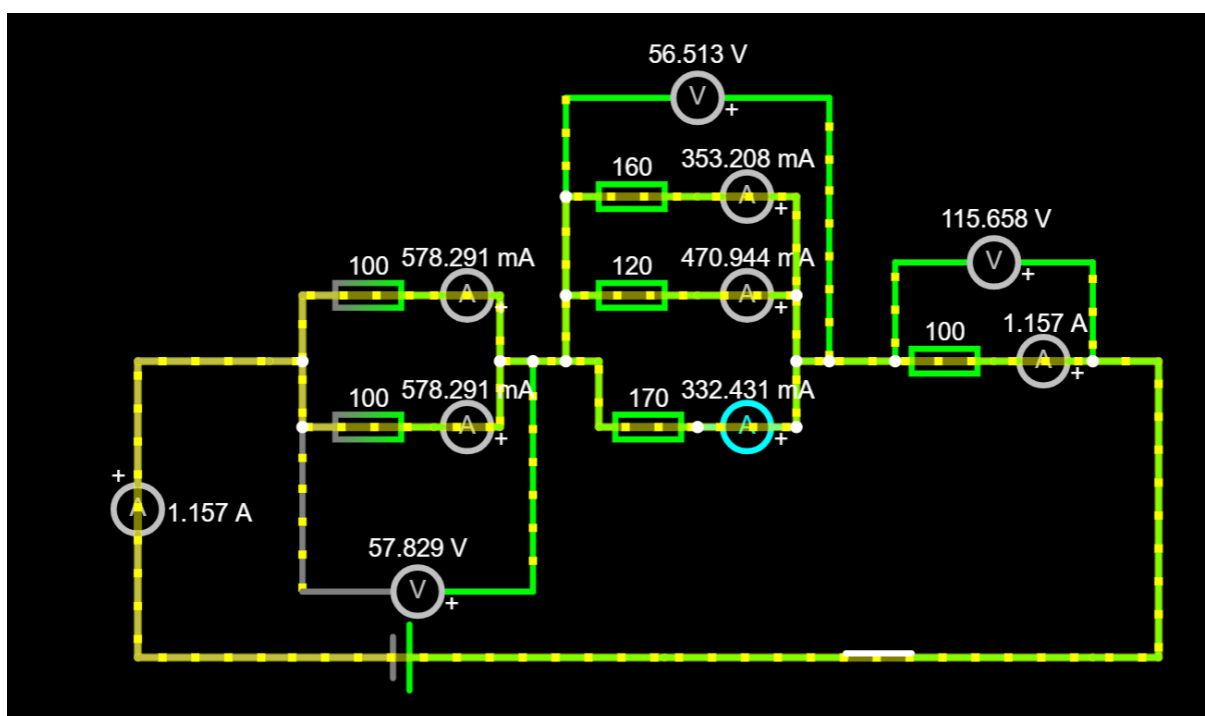 56.513 V
V
+
160
353.208 mA
A
+
115.658 V
V
+
100
578.291 mA
A
+
120
470.944 mA
A
+
100
1.157 A
A
+
100
578.291 mA
A
+
170
332.431 mA
A
+
+
A
1.157 A
57.829 V
V
+